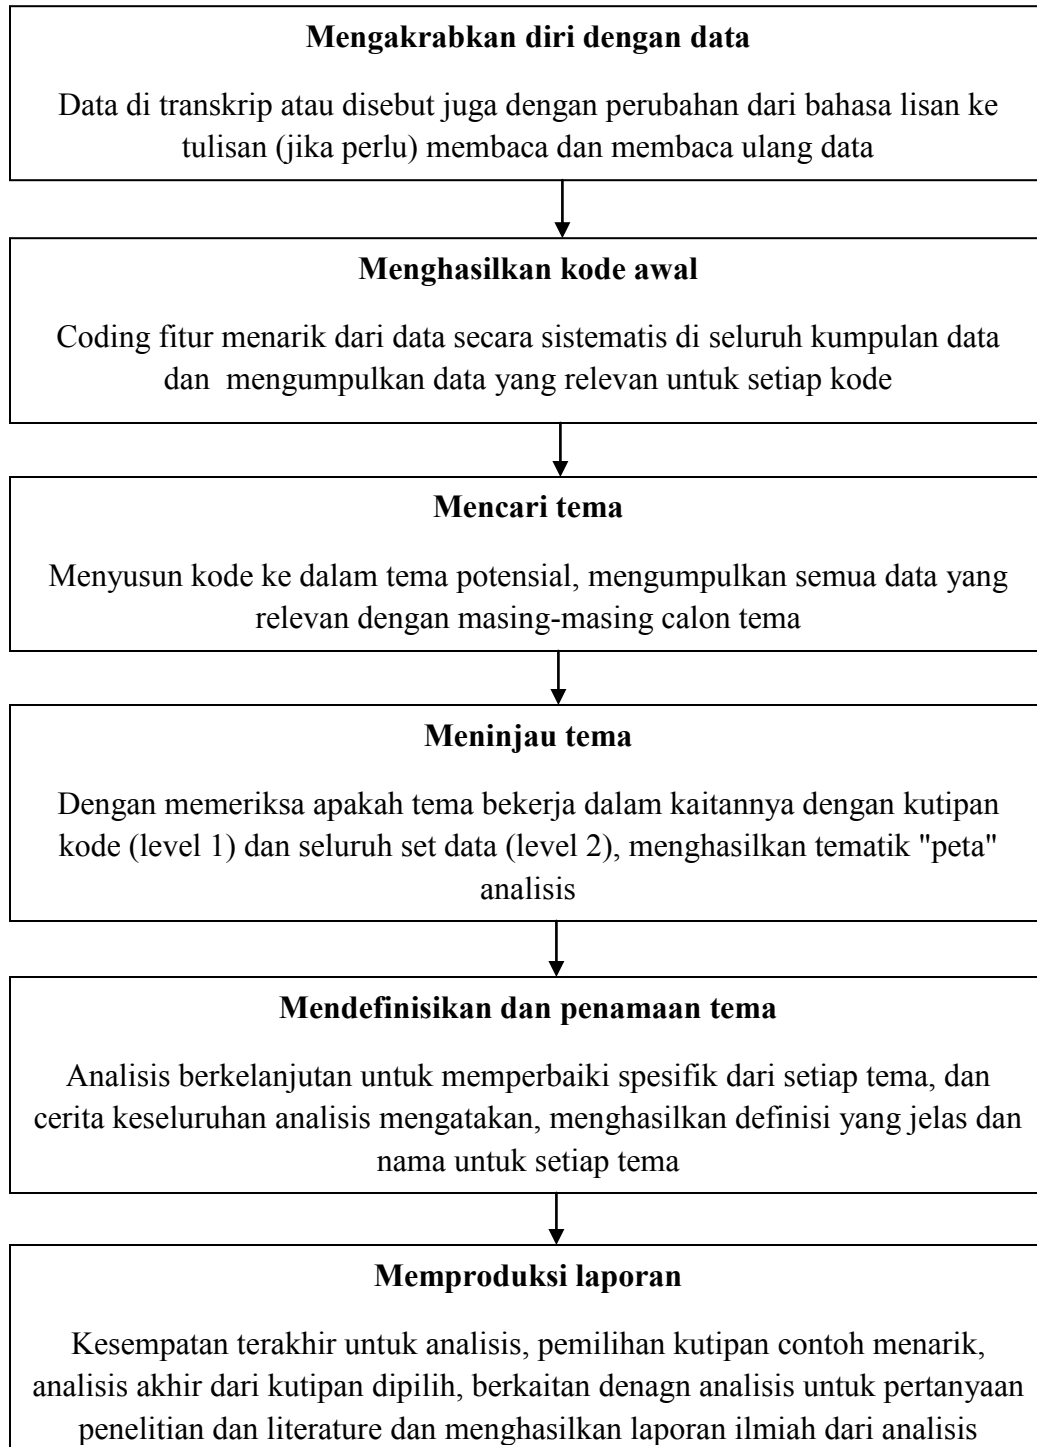 Mengakrabkan diri dengan data
Data di transkrip atau disebut juga dengan perubahan dari bahasa lisan ke
tulisan (jika perlu) membaca dan membaca ulang data
Menghasilkan kode awal
Coding fitur menarik dari data secara sistematis di seluruh kumpulan data
dan mengumpulkan data yang relevan untuk setiap kode
Mencari tema
Menyusun kode ke dalam tema potensial, mengumpulkan semua data yang
relevan dengan masing-masing calon tema
Meninjau tema
Dengan memeriksa apakah tema bekerja dalam kaitannya dengan kutipan
kode (level 1) dan seluruh set data (level 2), menghasilkan tematik "peta"
analisis
Mendefinisikan dan penamaan tema
Analisis berkelanjutan untuk memperbaiki spesifik dari setiap tema, dan
cerita keseluruhan analisis mengatakan, menghasilkan definisi yang jelas dan
nama untuk setiap tema
Memproduksi laporan
Kesempatan terakhir untuk analisis, pemilihan kutipan contoh menarik,
analisis akhir dari kutipan dipilih, berkaitan denagn analisis untuk pertanyaan
penelitian dan literature dan menghasilkan laporan ilmiah dari analisis